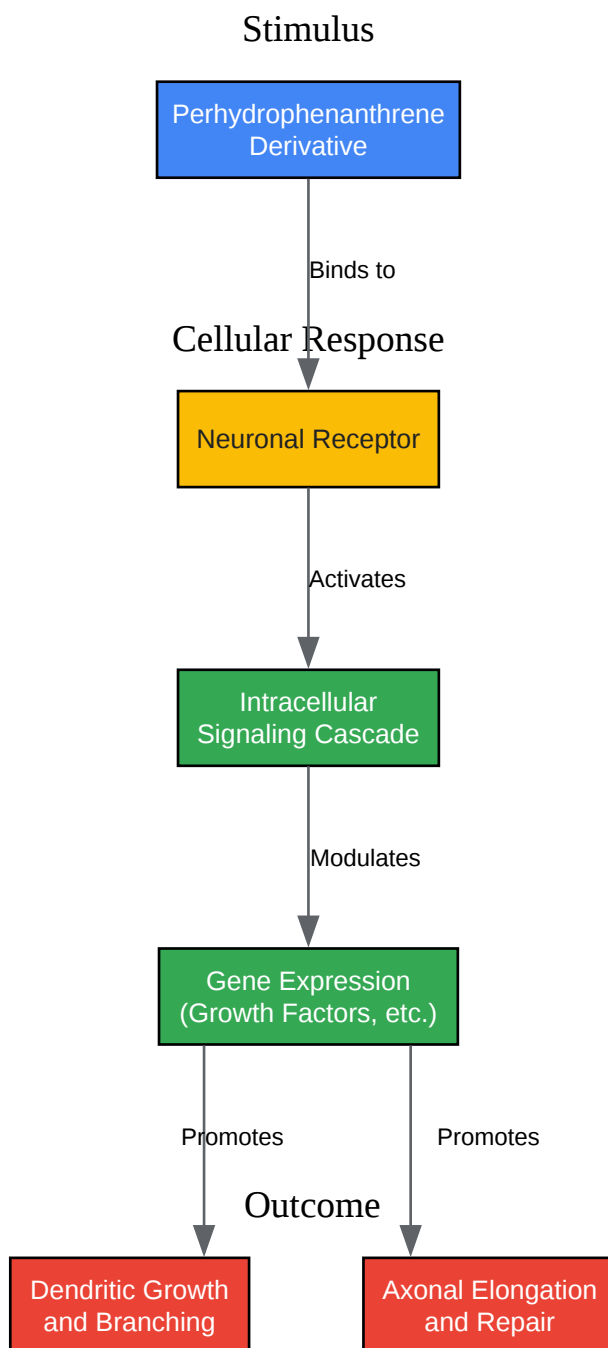 Stimulus
Perhydrophenanthrene
Derivative
Binds to
Cellular Response
Neuronal Receptor
Activates
Intracellular
Signaling Cascade
Modulates
Gene Expression
(Growth Factors, etc.)
Promotes
Promotes
Outcome
Dendritic Growth
and Branching
Axonal Elongation
and Repair